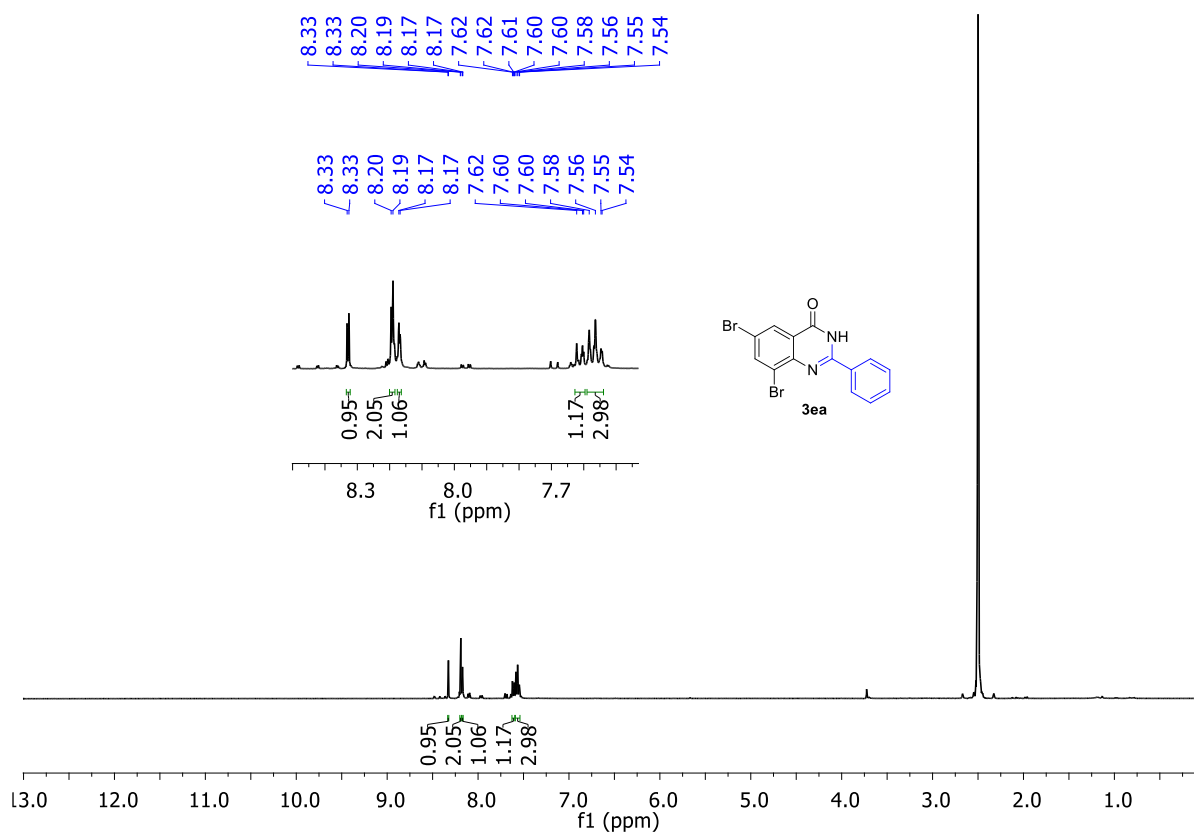 8.33 8.33 8.20 8.19 8.17 8.17 7.62 7.62 7.61 7.60 7.60 7.58 7.56 7.55 7.54
8.33 8.33 8.20 8.19 8.17 8.17 7.62 7.60 7.60 7.58 7.56 7.55 7.54
O
Br
NH
N
Br
3ea
0.95 2.05 1.06 1.17 2.98
8.3 8.0 7.7
f1 (ppm)
0.95 2.05 1.06 1.17 2.98
13.0 12.0 11.0 10.0 9.0 8.0 7.0 6.0 5.0 4.0 3.0 2.0 1.0
f1 (ppm)